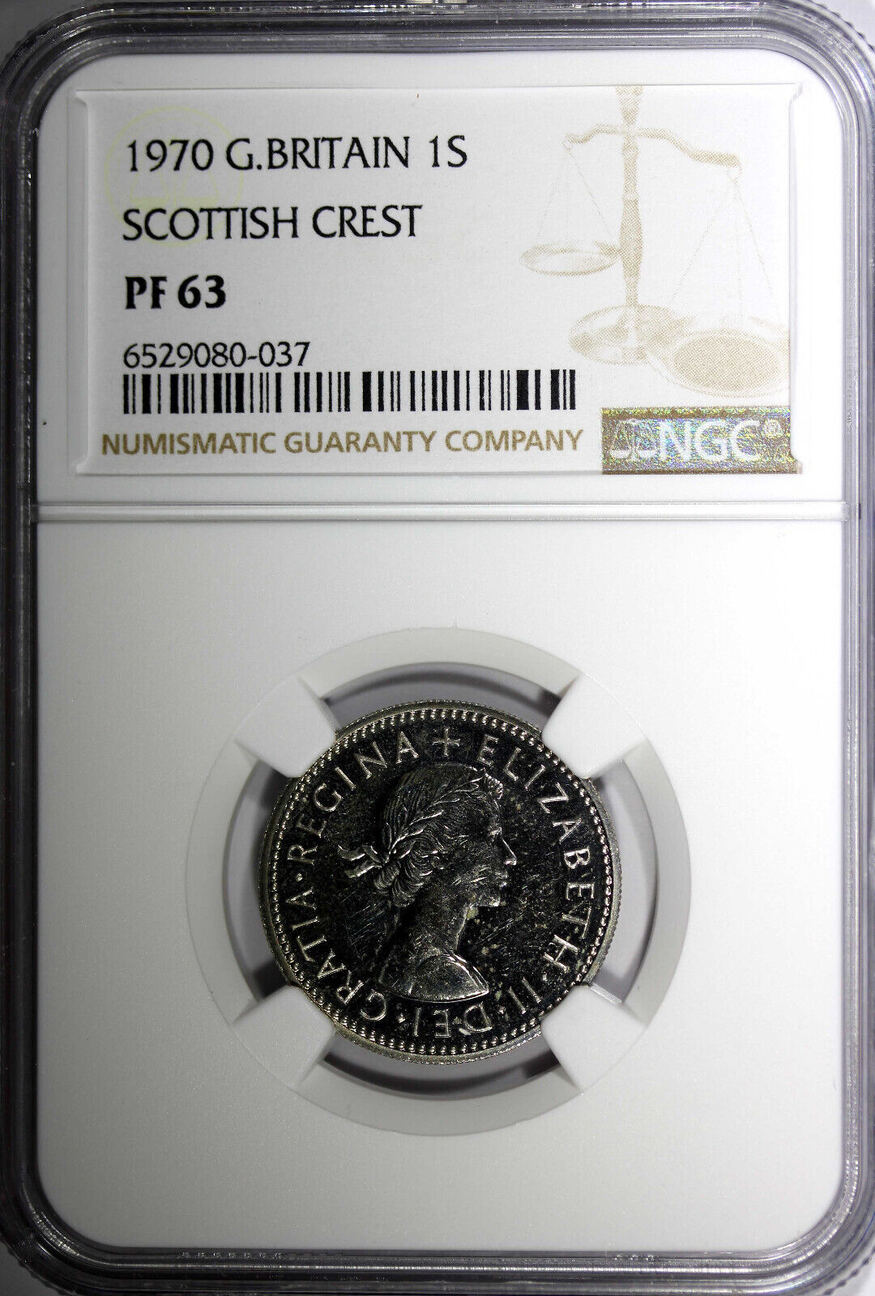 1970 G.BRITAIN 1S
SCOTTISH CREST
PF 63
6529080-037
NUMISMATIC GUARANTY COMPANY
NGC®
+ ELIZABETH·II·DEI·GRATIA·REGINA